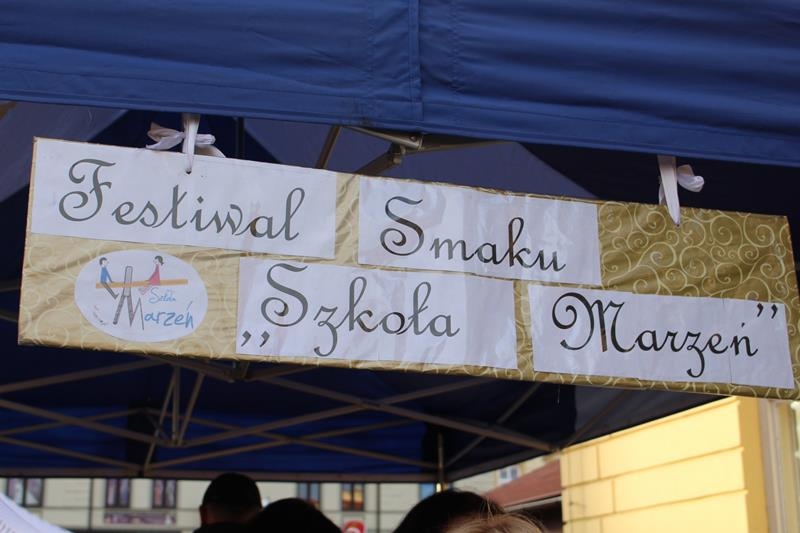 Festiwal Smaku
„Szkoła Marzeń”
Szkoła
Marzeń